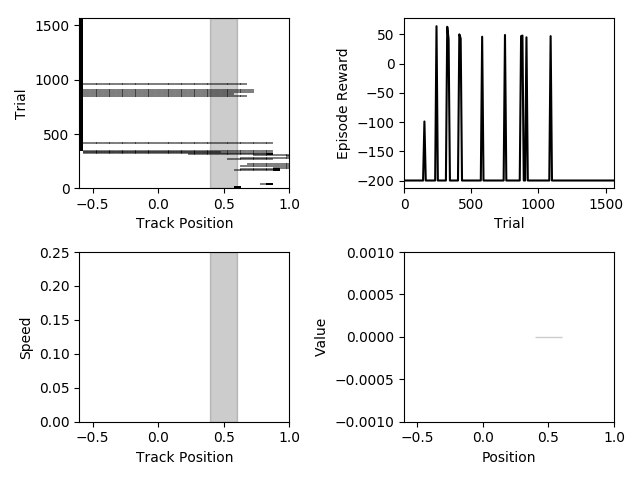 1500
1000
500
0
Trial
−0.5 0.0 0.5 1.0
Track Position
50
0
−50
−100
−150
−200
Episode Reward
0 500 1000 1500
Trial
0.25
0.20
0.15
0.10
0.05
0.00
Speed
−0.5 0.0 0.5 1.0
Track Position
0.0010
0.0005
0.0000
−0.0005
−0.0010
Value
−0.5 0.0 0.5 1.0
Position